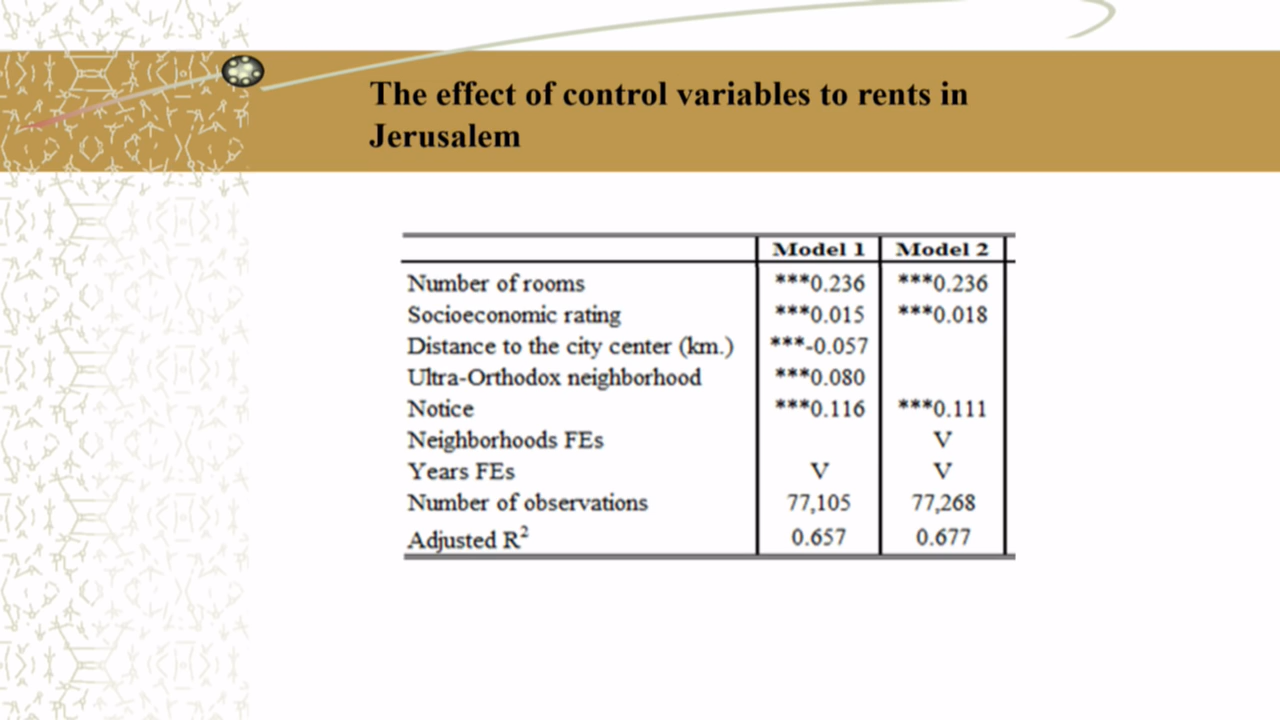 The effect of control variables to rents in
Jerusalem
Model 1 Model 2
Number of rooms ***0.236 ***0.236
Socioeconomic rating ***0.015 ***0.018
Distance to the city center (km.) ***-0.057
Ultra-Orthodox neighborhood ***0.080
Notice ***0.116 ***0.111
Neighborhoods FEs V
Years FEs V V
Number of observations 77,105 77,268
Adjusted R² 0.657 0.677